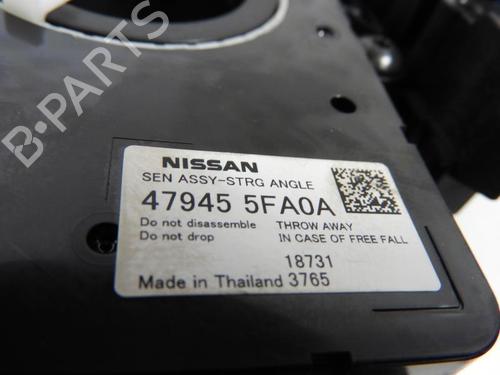 B-PARTS
NISSAN
SEN ASSY-STRG ANGLE
47945 5FA0A
Do not disassemble THROW AWAY
Do not drop IN CASE OF FREE FALL
18731
Made in Thailand 3765